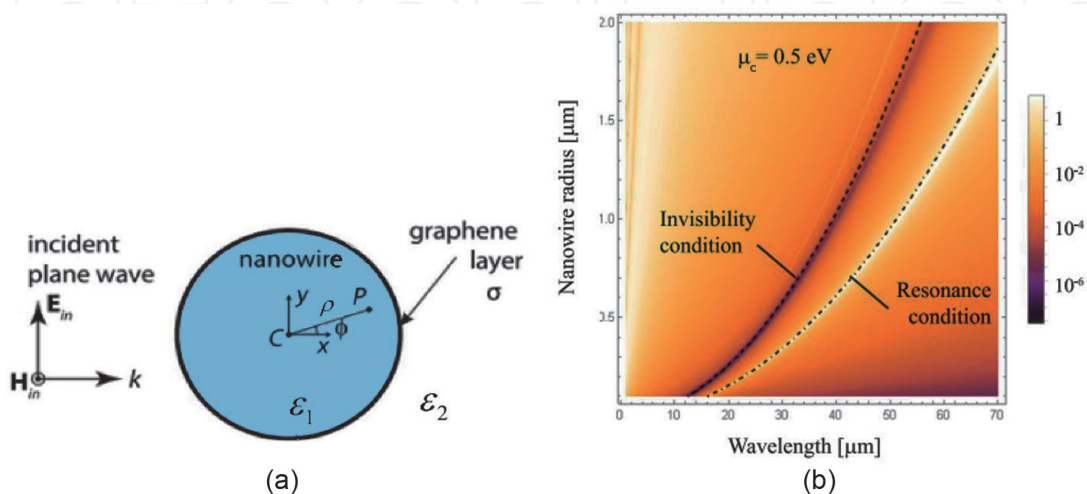 incident
plane wave
E_in
H_in
k
nanowire
y
ρ
P
C
x
ϕ
ε_1
ε_2
graphene
layer
σ
(a)
Nanowire radius [μm]
2.0
1.5
1.0
0.5
μ_c = 0.5 eV
Invisibility
condition
Resonance
condition
0 10 20 30 40 50 60 70
Wavelength [μm]
1
10^-2
10^-4
10^-6
(b)